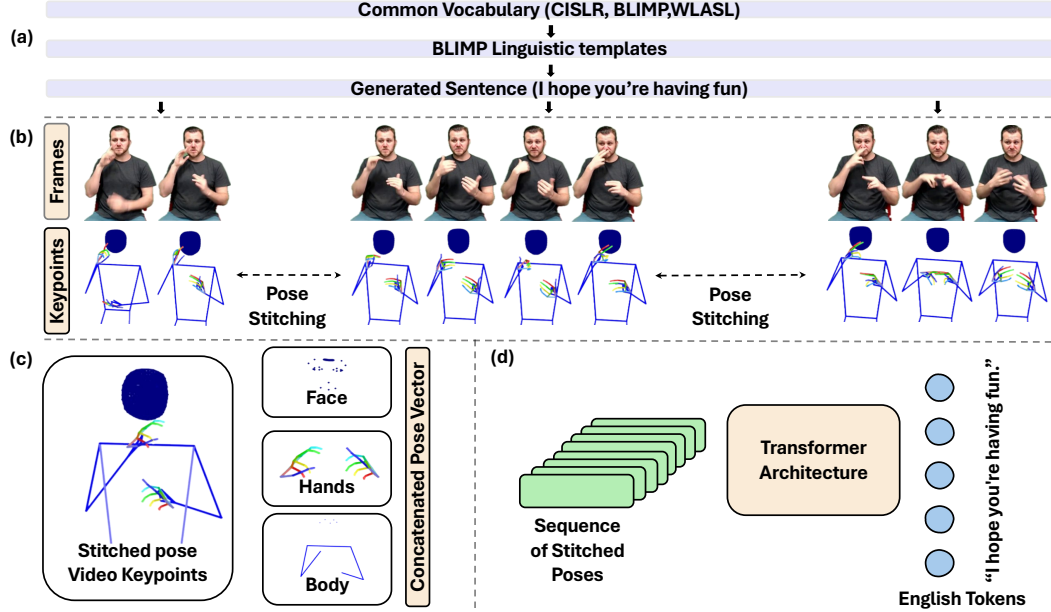 Common Vocabulary (CISLR, BLIMP,WLASL)
(a)
BLIMP Linguistic templates
Generated Sentence (I hope you're having fun)
(b)
Frames
Keypoints
Pose
Stitching
Pose
Stitching
(c)
Stitched pose
Video Keypoints
Face
Hands
Body
Concatenated Pose Vector
(d)
Sequence
of Stitched
Poses
Transformer
Architecture
"I hope you're having fun."
English Tokens